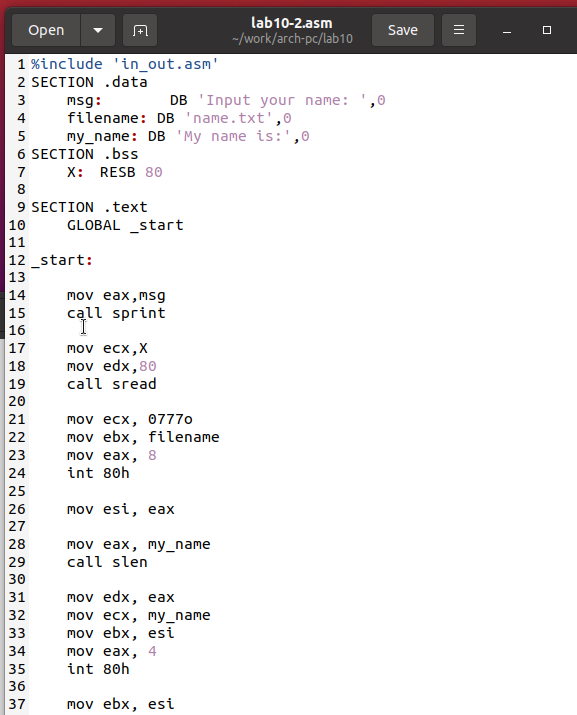 Open
lab10-2.asm
~/work/arch-pc/lab10
Save
1 %include 'in_out.asm'
2 SECTION .data
3     msg:        DB 'Input your name: ',0
4     filename: DB 'name.txt',0
5     my_name: DB 'My name is:',0
6 SECTION .bss
7     X:  RESB 80
8
9 SECTION .text
10     GLOBAL _start
11
12 _start:
13
14     mov eax,msg
15     call sprint
16
17     mov ecx,X
18     mov edx,80
19     call sread
20
21     mov ecx, 0777o
22     mov ebx, filename
23     mov eax, 8
24     int 80h
25
26     mov esi, eax
27
28     mov eax, my_name
29     call slen
30
31     mov edx, eax
32     mov ecx, my_name
33     mov ebx, esi
34     mov eax, 4
35     int 80h
36
37     mov ebx, esi